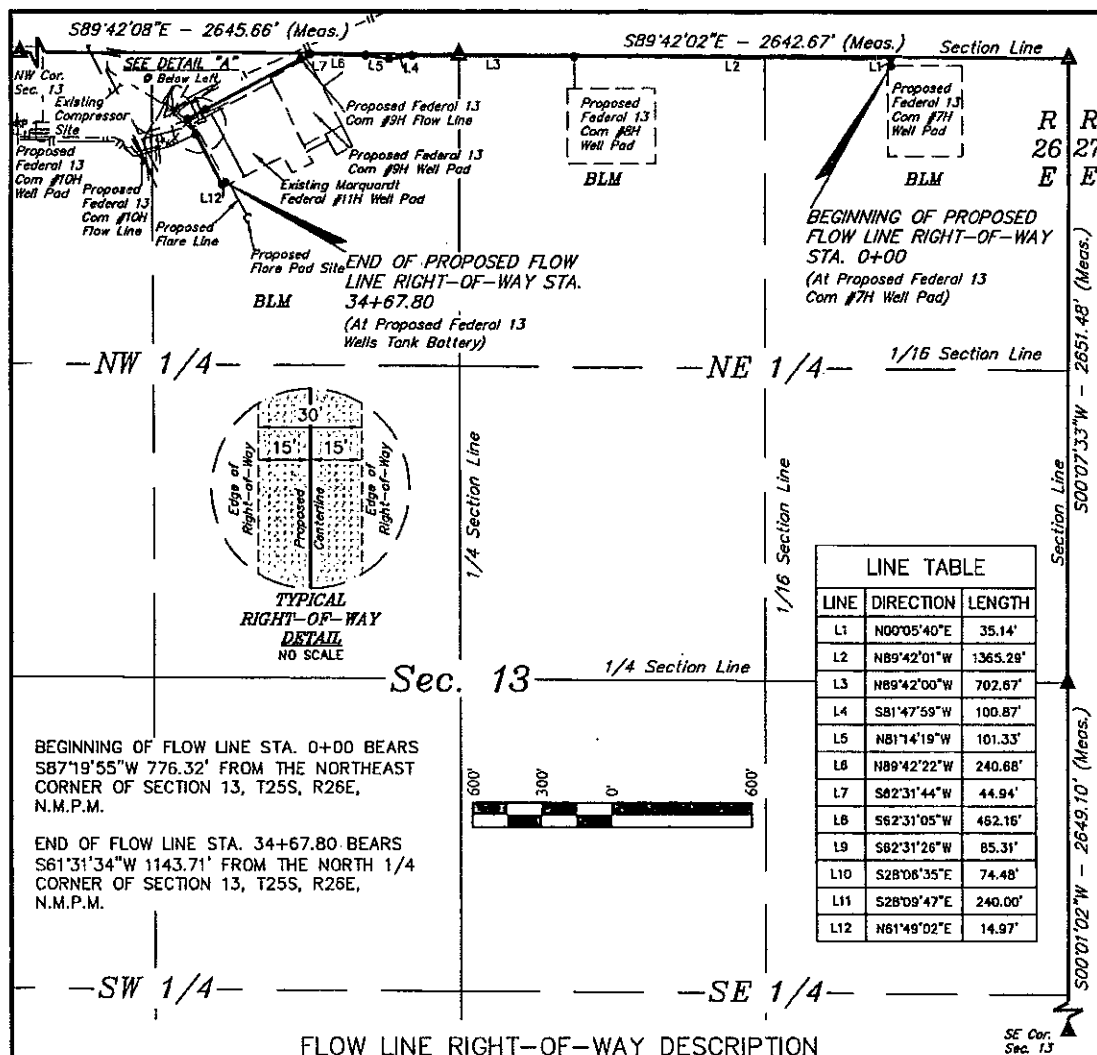 S89°42'08"E - 2645.66' (Meas.)
S89°42'02"E - 2642.67' (Meas.)
Section Line
NW Cor.
Sec. 13
SEE DETAIL "A"
Below Left
L7
L6
L5
L4
L3
L2
L1
Existing
Compressor
Site
Proposed
Federal 13
Com #10H
Well Pad
Proposed
Federal 13
Com #10H
Flow Line
L12
Proposed
Flare Line
Proposed
Flare Pad Site
Proposed Federal 13
Com #9H Flow Line
Proposed Federal 13
Com #9H Well Pad
Existing Marquardt
Federal #11H Well Pad
Proposed
Federal 13
Com #8H
Well Pad
BLM
Proposed
Federal 13
Com #7H
Well Pad
BLM
R R
26 27
E E
BLM
END OF PROPOSED FLOW
LINE RIGHT-OF-WAY STA.
34+67.80
(At Proposed Federal 13
Wells Tank Battery)
BEGINNING OF PROPOSED
FLOW LINE RIGHT-OF-WAY
STA. 0+00
(At Proposed Federal 13
Com #7H Well Pad)
S00°07'33"W - 2651.48' (Meas.)
NW 1/4
NE 1/4
1/16 Section Line
30'
15' 15'
Edge of
Right-of-Way
Proposed
Centerline
Edge of
Right-of-Way
TYPICAL
RIGHT-OF-WAY
DETAIL
NO SCALE
1/4 Section Line
1/16 Section Line
Section Line
Sec. 13
1/4 Section Line
LINE TABLE
LINE DIRECTION LENGTH
L1 N00°05'40"E 35.14'
L2 N89°42'01"W 1365.29'
L3 N89°42'00"W 702.67'
L4 S81°47'59"W 100.87'
L5 N81°14'19"W 101.33'
L6 N89°42'22"W 240.68'
L7 S62°31'44"W 44.94'
L8 S62°31'05"W 462.16'
L9 S62°31'26"W 85.31'
L10 S28°06'35"E 74.48'
L11 S28°09'47"E 240.00'
L12 N61°49'02"E 14.97'
BEGINNING OF FLOW LINE STA. 0+00 BEARS
S87°19'55"W 776.32' FROM THE NORTHEAST
CORNER OF SECTION 13, T25S, R26E,
N.M.P.M.
END OF FLOW LINE STA. 34+67.80 BEARS
S61°31'34"W 1143.71' FROM THE NORTH 1/4
CORNER OF SECTION 13, T25S, R26E,
N.M.P.M.
600' 300' 0' 600'
S00°01'02"W - 2649.10' (Meas.)
SW 1/4
SE 1/4
SE Cor.
Sec. 13
FLOW LINE RIGHT-OF-WAY DESCRIPTION